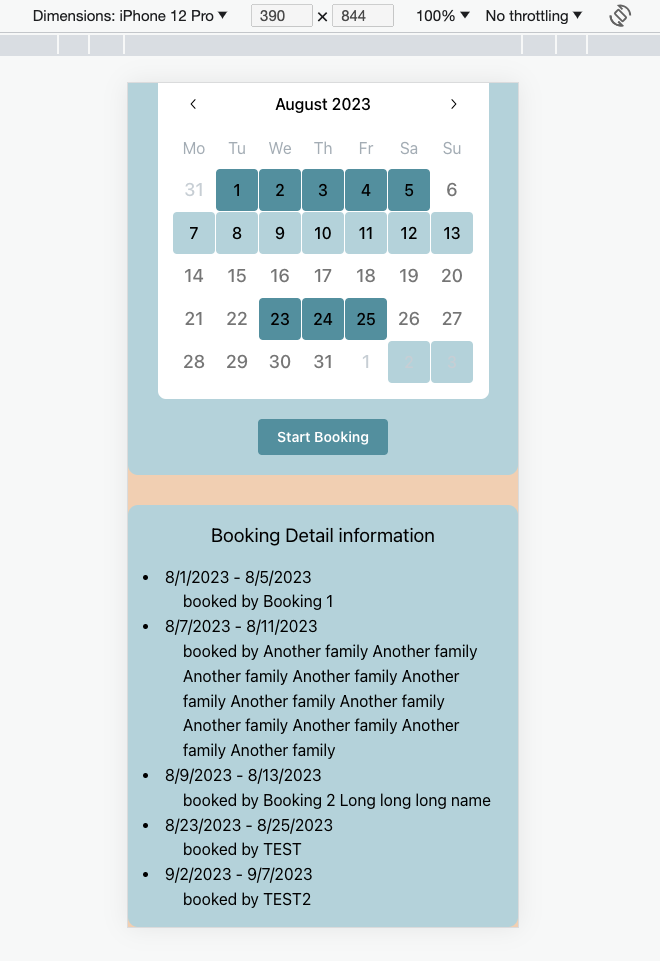 Dimensions: iPhone 12 Pro ▼ 390 × 844 100% ▼ No throttling ▼
August 2023
Mo Tu We Th Fr Sa Su
31 1 2 3 4 5 6
7 8 9 10 11 12 13
14 15 16 17 18 19 20
21 22 23 24 25 26 27
28 29 30 31 1 2 3
Start Booking
Booking Detail information
• 8/1/2023 - 8/5/2023
booked by Booking 1
• 8/7/2023 - 8/11/2023
booked by Another family Another family
Another family Another family Another
family Another family Another family
Another family Another family Another
family Another family
• 8/9/2023 - 8/13/2023
booked by Booking 2 Long long long name
• 8/23/2023 - 8/25/2023
booked by TEST
• 9/2/2023 - 9/7/2023
booked by TEST2